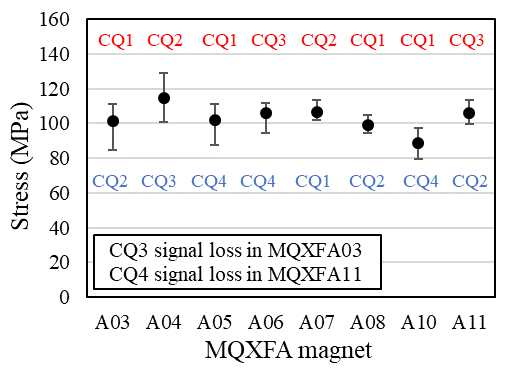 160
CQ1 CQ2 CQ1 CQ3 CQ2 CQ1 CQ1 CQ3
140
120
100
80
CQ2 CQ3 CQ4 CQ4 CQ1 CQ2 CQ4 CQ2
60
40
20
0
Stress (MPa)
CQ3 signal loss in MQXFA03
CQ4 signal loss in MQXFA11
A03 A04 A05 A06 A07 A08 A10 A11
MQXFA magnet